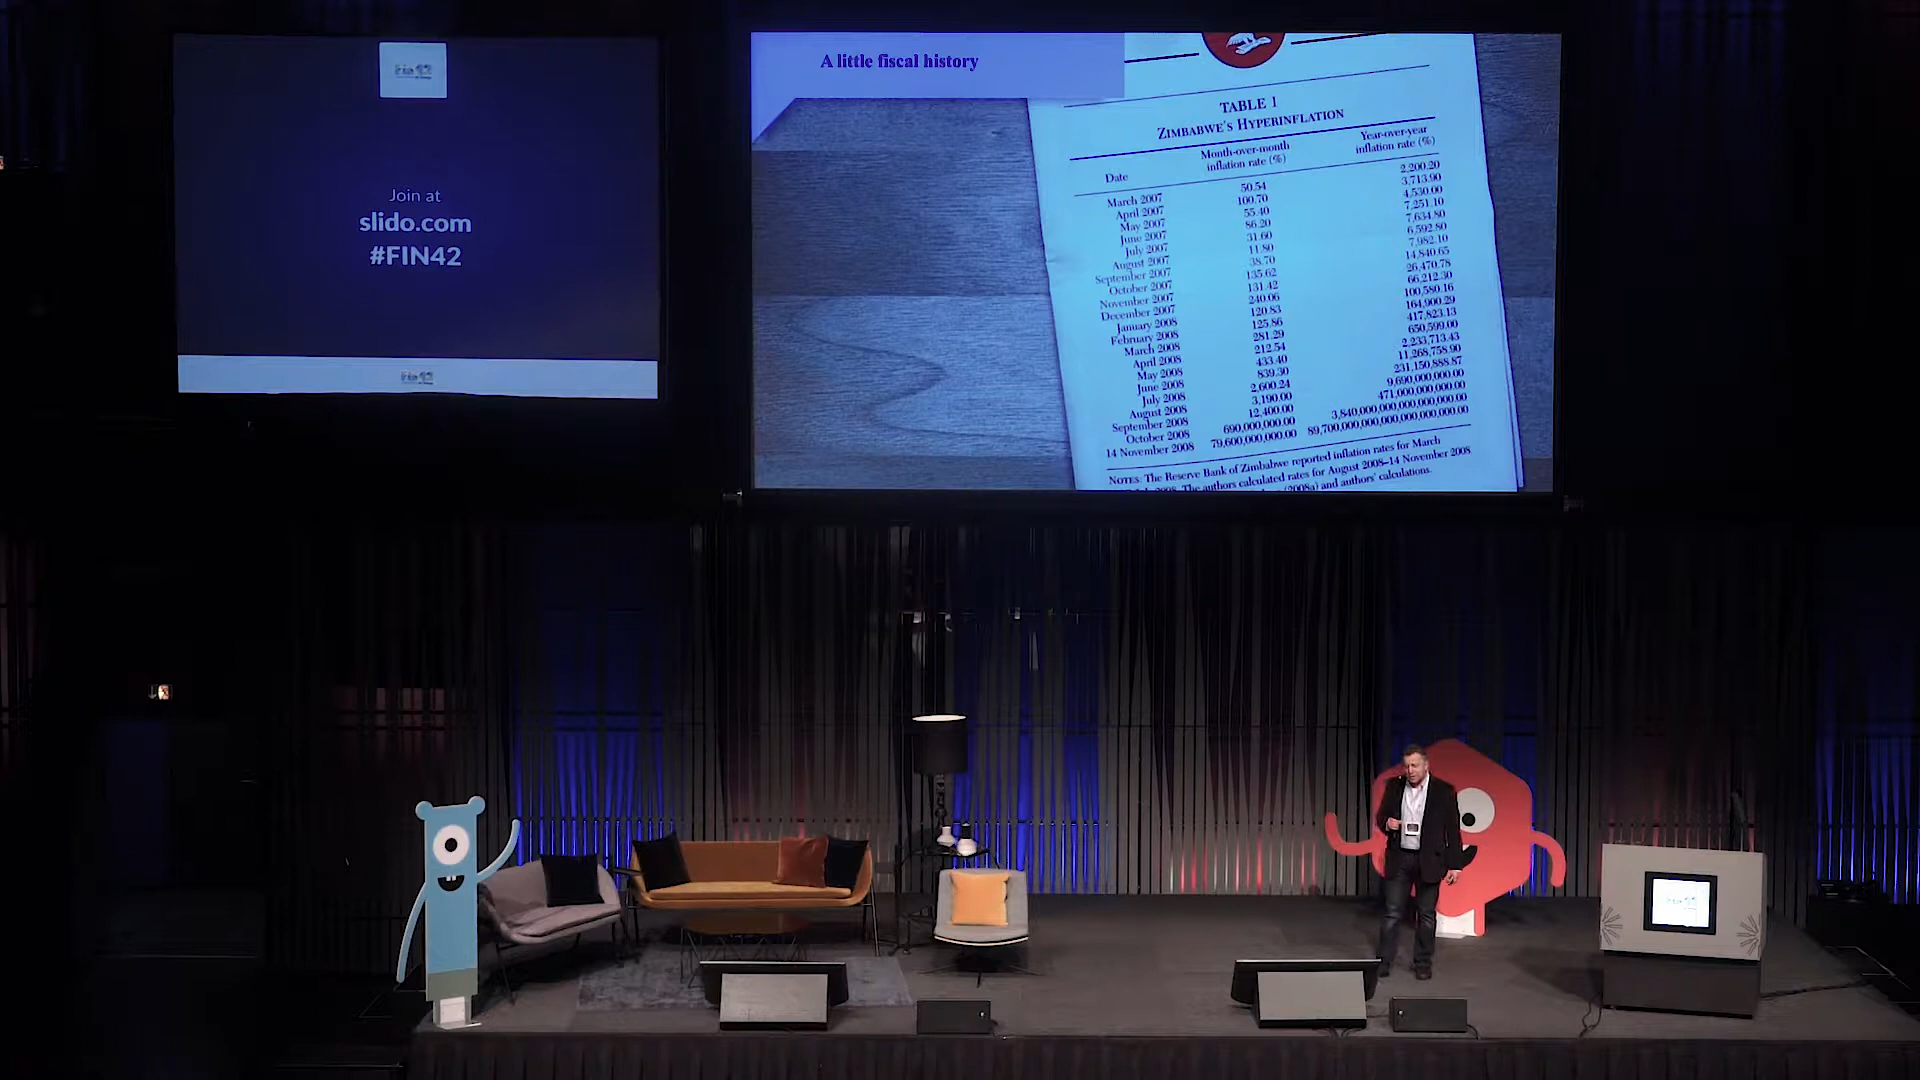 Fin42
Join at
slido.com
#FIN42
Fin42
A little fiscal history
TABLE 1
ZIMBABWE'S HYPERINFLATION
Date Month-over-month inflation rate (%) Year-over-year inflation rate (%)
March 2007 50.54 2,200.20
April 2007 100.70 3,713.90
May 2007 55.40 4,530.00
June 2007 86.20 7,251.10
July 2007 31.60 7,634.80
August 2007 11.80 6,592.80
September 2007 38.70 7,982.10
October 2007 135.62 14,840.65
November 2007 131.42 26,470.78
December 2007 240.06 66,212.30
January 2008 120.83 100,580.16
February 2008 125.86 164,900.29
March 2008 281.29 417,823.13
April 2008 212.54 650,599.00
May 2008 433.40 2,233,713.43
June 2008 839.30 11,268,758.90
July 2008 2,600.24 231,150,888.87
August 2008 3,190.00 9,690,000,000.00
September 2008 12,400.00 471,000,000,000.00
October 2008 690,000,000.00 3,840,000,000,000,000,000.00
14 November 2008 79,600,000,000.00 89,700,000,000,000,000,000,000.00
NOTES: The Reserve Bank of Zimbabwe reported inflation rates for March
2008. The authors calculated rates for August 2008–14 November 2008
(2008a) and authors' calculations.